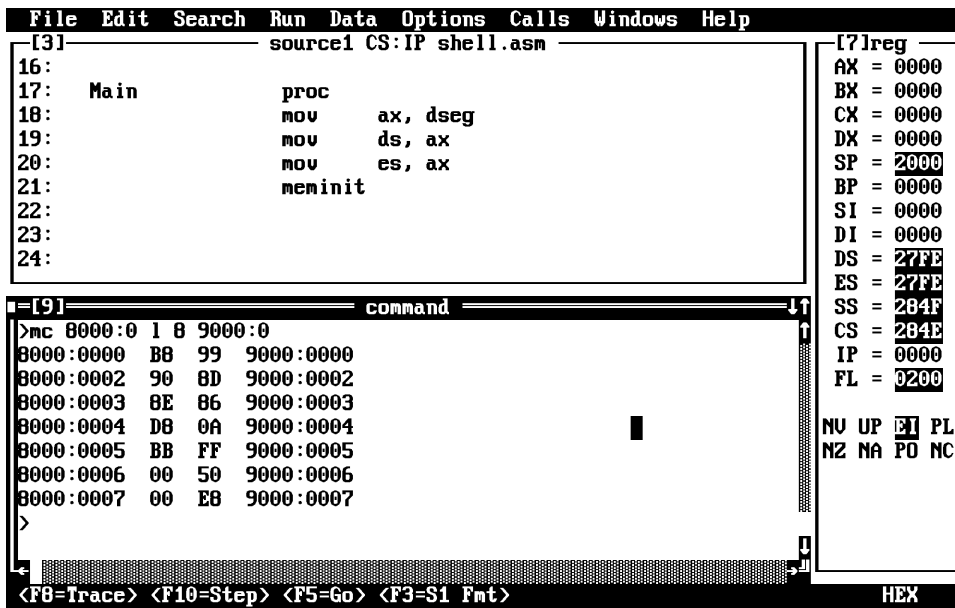 File Edit Search Run Data Options Calls Windows Help
[3] source1 CS:IP shell.asm
16:
17: Main proc
18: mov ax, dseg
19: mov ds, ax
20: mov es, ax
21: meminit
22:
23:
24:
[9] command
>mc 8000:0 l 8 9000:0
8000:0000 B8 99 9000:0000
8000:0002 90 8D 9000:0002
8000:0003 8E 86 9000:0003
8000:0004 D8 0A 9000:0004
8000:0005 BB FF 9000:0005
8000:0006 00 50 9000:0006
8000:0007 00 E8 9000:0007
>
[7]reg
AX = 0000
BX = 0000
CX = 0000
DX = 0000
SP = 2000
BP = 0000
SI = 0000
DI = 0000
DS = 27FE
ES = 27FE
SS = 284F
CS = 284E
IP = 0000
FL = 0200
NV UP EI PL
NZ NA PO NC
<F8=Trace> <F10=Step> <F5=Go> <F3=S1 Fmt> HEX